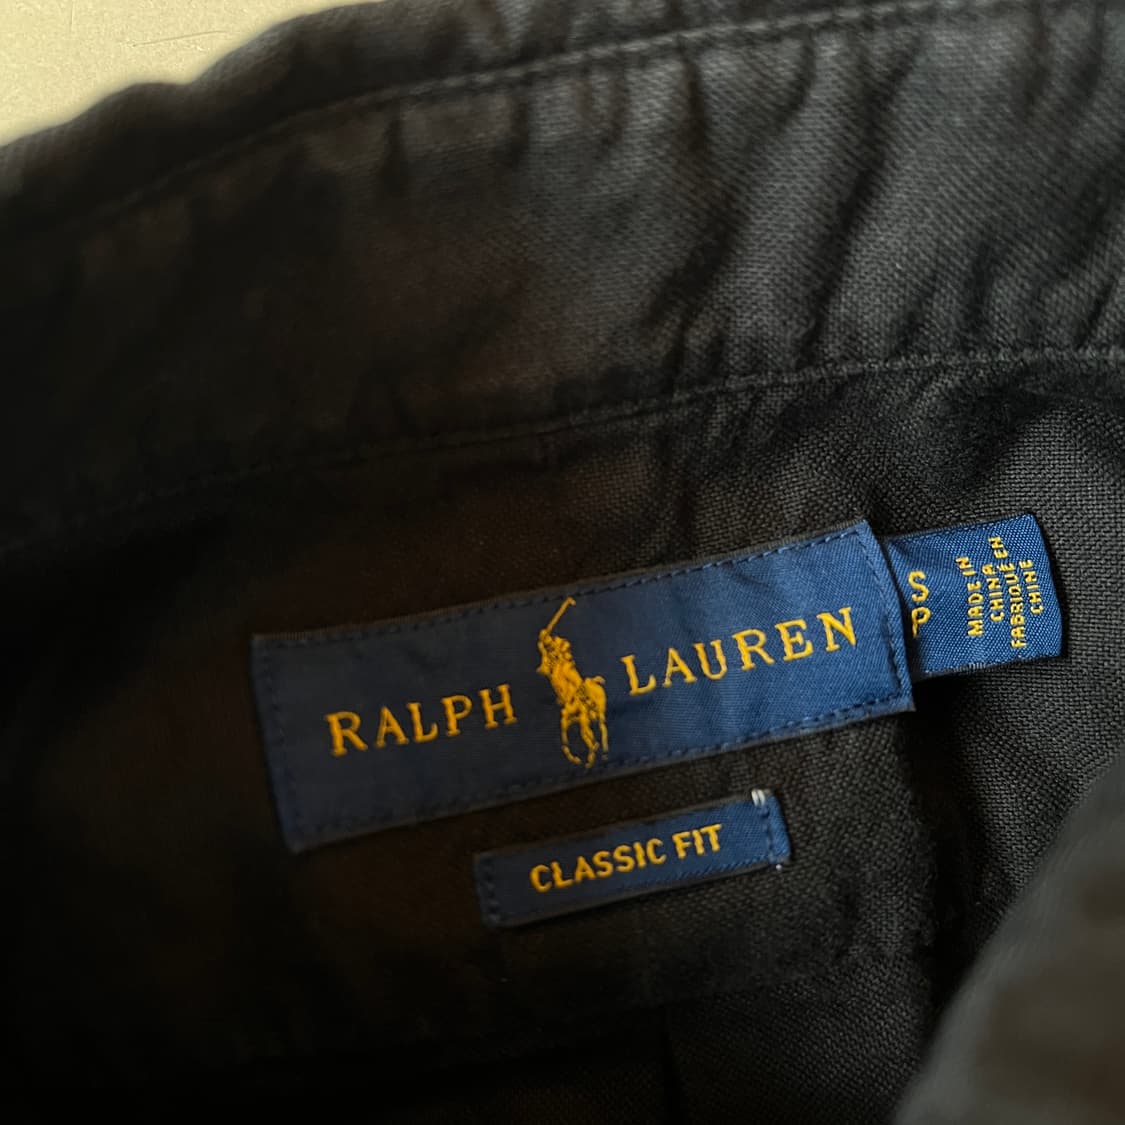 RALPH LAUREN
CLASSIC FIT
S
P
MADE IN
CHINA
FABRIQUÉ EN
CHINE